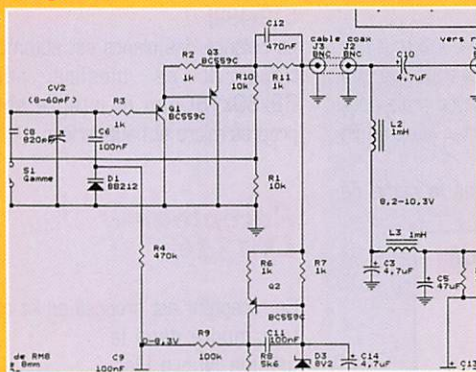 C12
470nF
cable coax
J3
BNC
J2
BNC
C10
4,7uF
vers r
R2
1k
Q3
BC559C
R10
10k
R11
1k
CV2
(8-60pF)
R3
1k
Q1
BC559C
L2
1mH
C8
820pF
C6
100nF
S1
Gamme
D1
BB212
R1
10k
8,2-10,3V
R4
470k
L3
1mH
C3
4,7uF
C5
47uF
R6
1k
R7
1k
Q2
BC559C
0-8,3V
R9
100k
C11
100nF
R8
5k6
D3
8V2
C14
4,7uF
de RM8
8mm
C9
100nF
C13